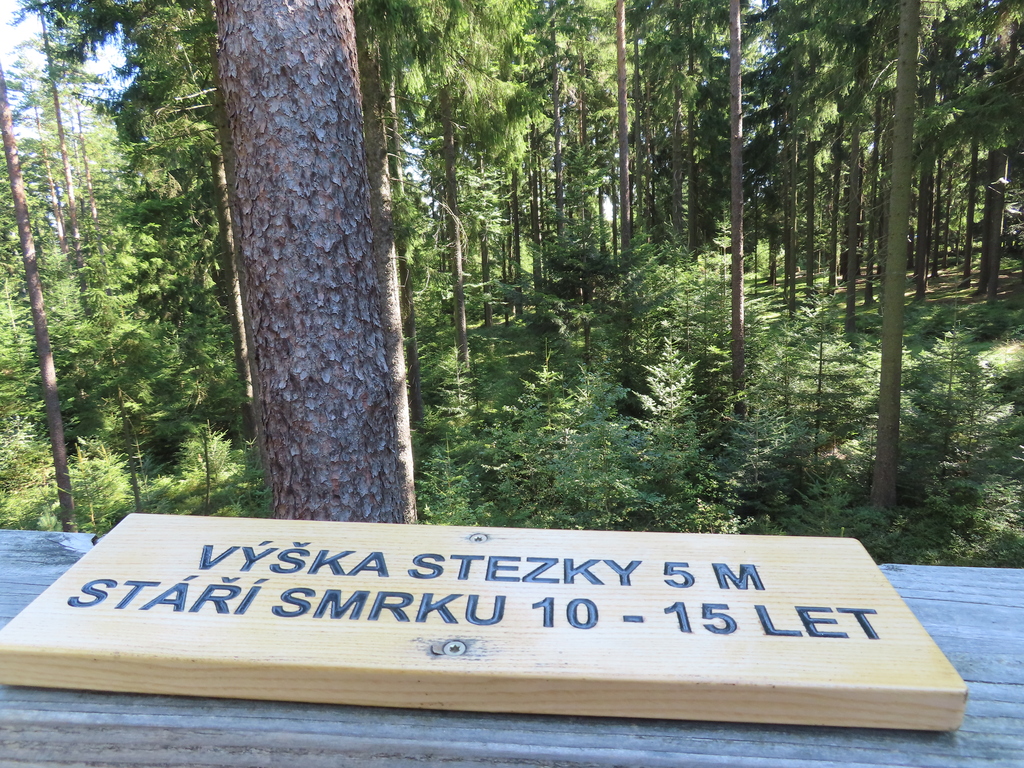 VÝŠKA STEZKY 5 M
STÁŘÍ SMRKU 10 - 15 LET